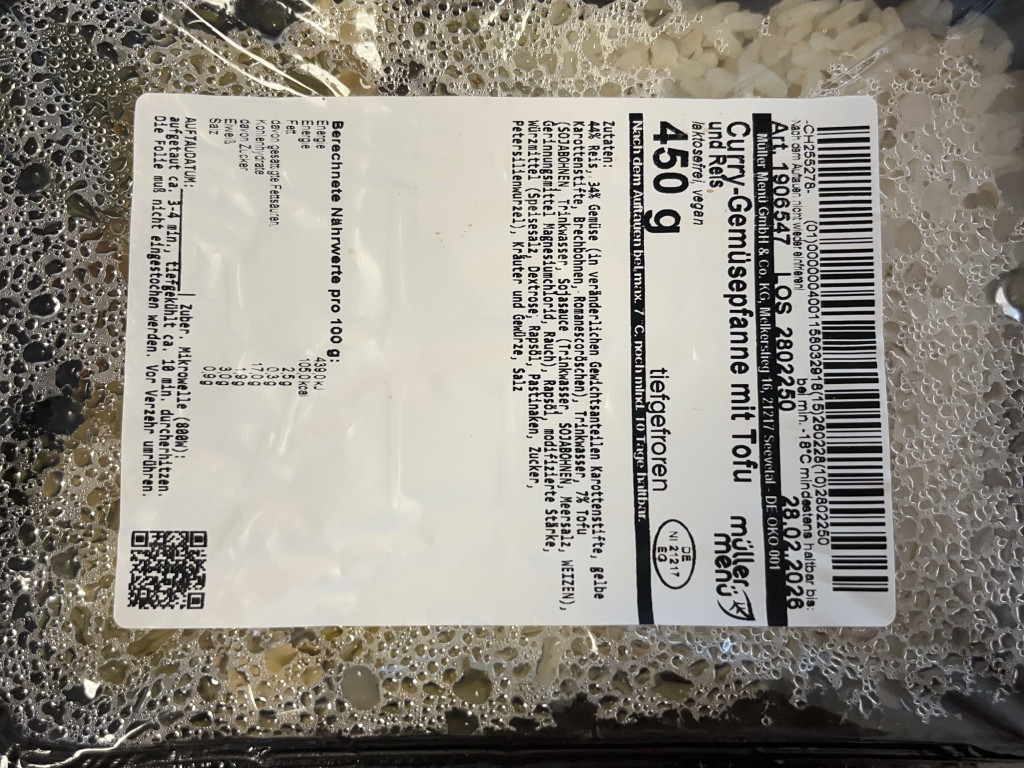 -CH255278- (01)00000040011580329 18(15)260228(10)2802250
Nach dem Auftauen nicht wieder einfrieren! bei min. -18°C mindestens haltbar bis:
Art. 1906547 LOS 2802250 28.02.2026
Müller Menü GmbH & Co. KG, Melkerstieg 16, 21217 Seevetal - DE ÖKO 001
Curry-Gemüsepfanne mit Tofu
und Reis
laktosefrei, vegan
müller
menü
450 g
tiefgefroren
DE
NI 21217
EG
Nach dem Auftauen bei max. 7°C noch mind. 10 Tage haltbar.
Zutaten:
44% Reis, 34% Gemüse (in veränderlichen Gewichtsanteilen Karottenstifte, gelbe
Karottenstifte, Brechbohnen, Romanescoröschen), Trinkwasser, 7% Tofu
(SOJABOHNEN, Trinkwasser, Sojasauce (Trinkwasser, SOJABOHNEN, Meersalz, WEIZEN),
Gerinnungsmittel Magnesiumchlorid, Rauch), Rapsöl, modifizierte Stärke,
Würzmittel (Speisesalz, Dextrose, Rapsöl, Pastinaken, Zucker,
Petersilienwurzel), Kräuter und Gewürze, Salz
Berechnete Nährwerte pro 100 g:
Energie 439,0 kJ
Energie 105,0 kcal
Fett 2,5 g
davon gesättigte Fettsäuren 0,3 g
Kohlenhydrate 17,0 g
davon Zucker 1,9 g
Eiweiß 3,0 g
Salz 0,8 g
AUFTAUDATUM: Zuber. Mikrowelle (800W):
aufgetaut ca. 3-4 min, tiefgekühlt ca. 10 min. durcherhitzen.
Die Folie muß nicht eingestochen werden. Vor Verzehr umrühren.